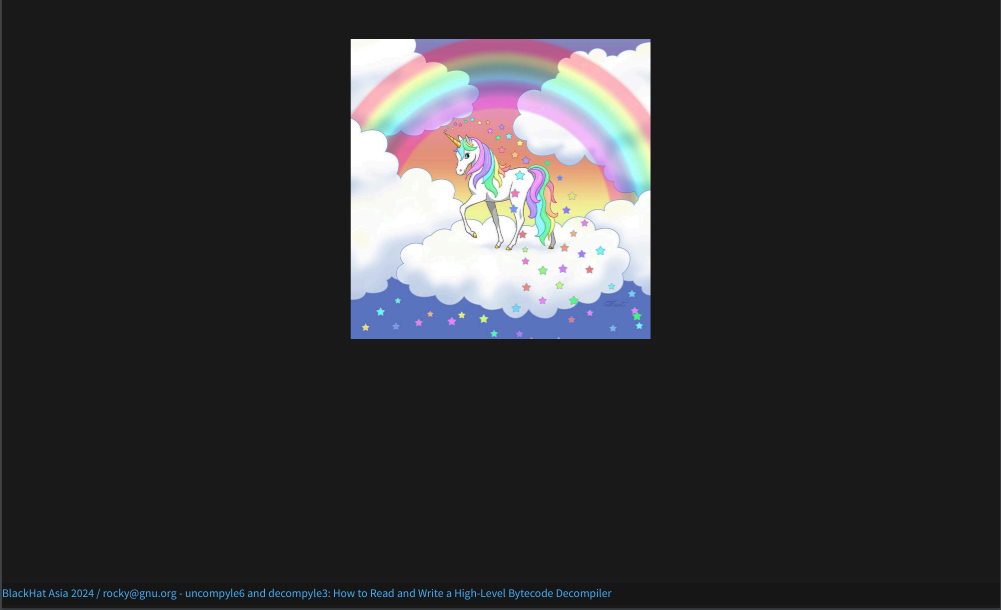 BlackHat Asia 2024 / rocky@gnu.org - uncompyle6 and decompyle3: How to Read and Write a High-Level Bytecode Decompiler